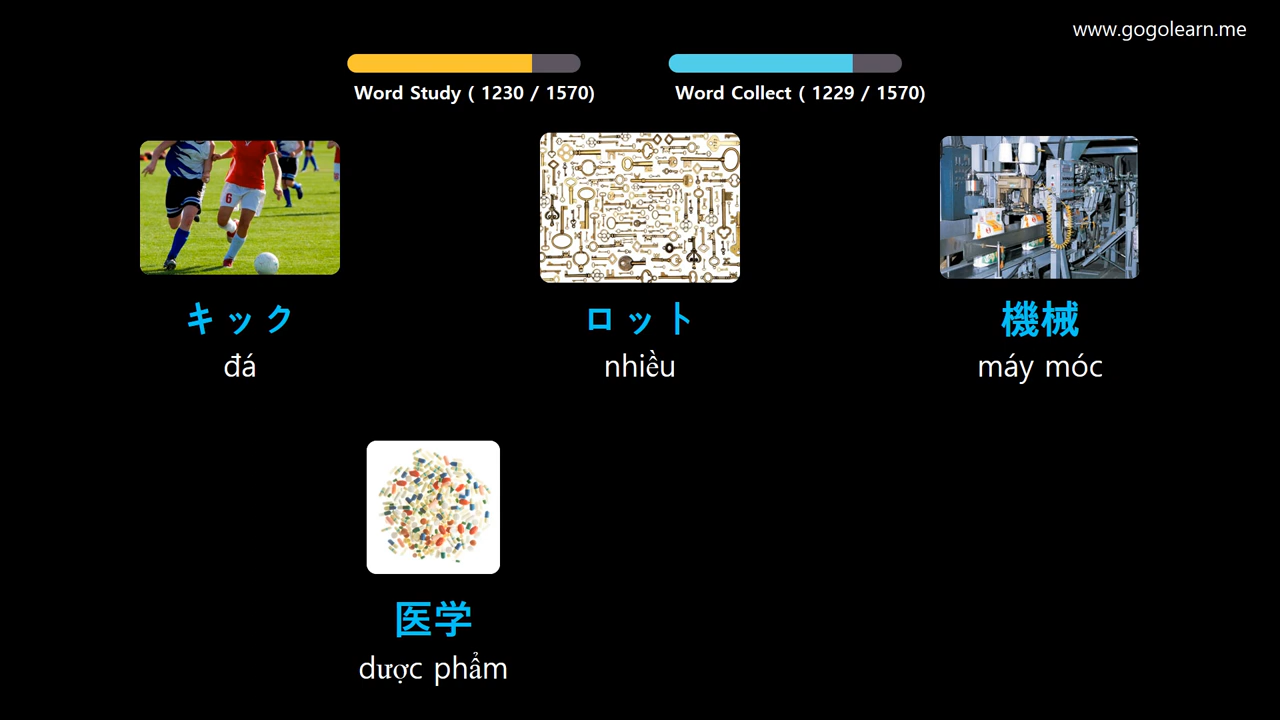 www.gogolearn.me
Word Study ( 1230 / 1570)
Word Collect ( 1229 / 1570)
キック
ロット
機械
đá
nhiều
máy móc
医学
dược phẩm